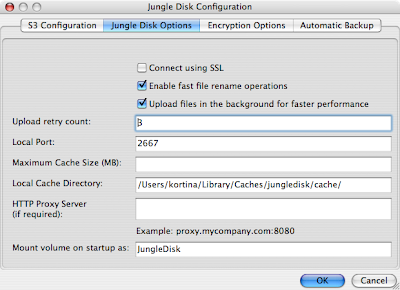 Jungle Disk Configuration
S3 Configuration Jungle Disk Options Encryption Options Automatic Backup
Connect using SSL
Enable fast file rename operations
Upload files in the background for faster performance
Upload retry count: 3
Local Port: 2667
Maximum Cache Size (MB):
Local Cache Directory: /Users/kortina/Library/Caches/jungledisk/cache/
HTTP Proxy Server
(if required):
Example: proxy.mycompany.com:8080
Mount volume on startup as: JungleDisk
OK Cancel